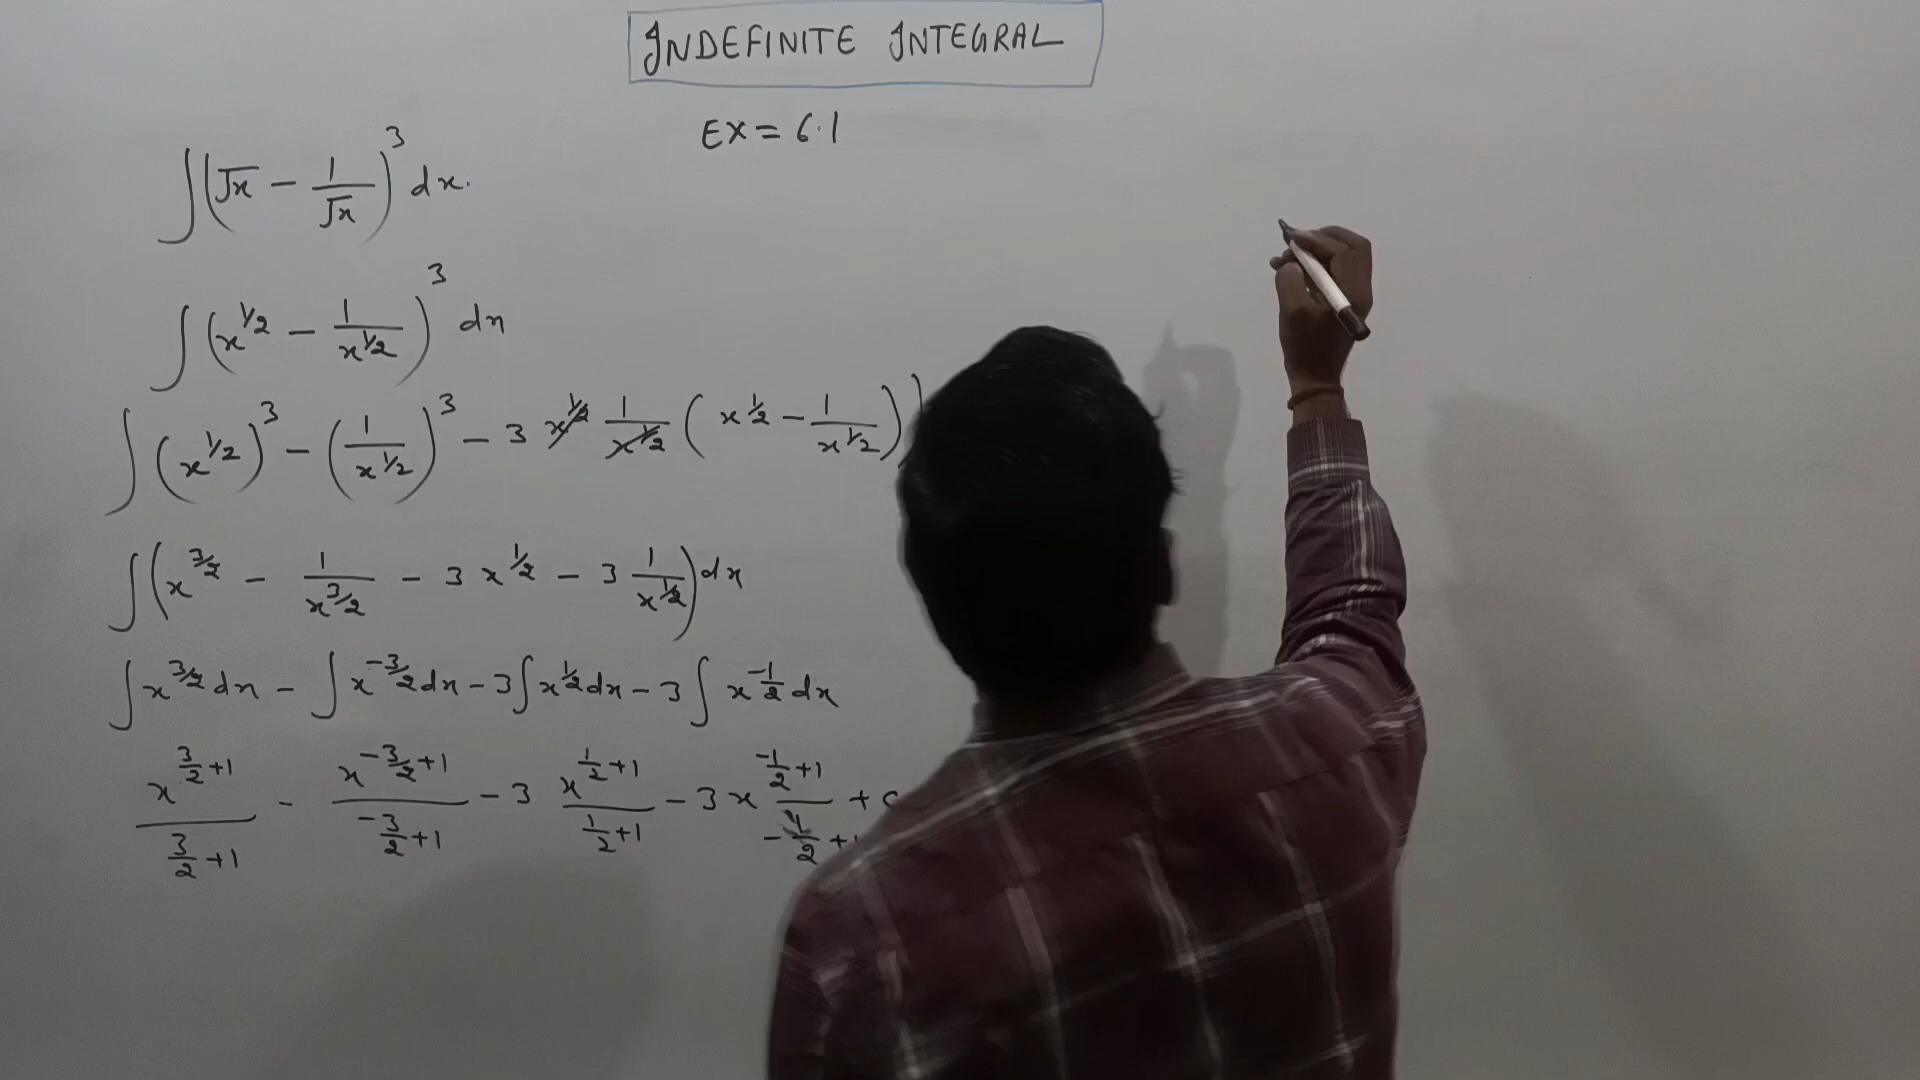 INDEFINITE INTEGRAL
EX = 6.1
∫(√x − 1/√x)³ dx.
∫(x^1/2 − 1/x^1/2)³ dx
∫(x^1/2)³ − (1/x^1/2)³ − 3 x^1/2 1/x^1/2 (x^1/2 − 1/x^1/2))
∫(x^3/2 − 1/x^3/2 − 3 x^1/2 − 3 1/x^1/2) dx
∫x^3/2 dx − ∫x^-3/2 dx − 3∫x^1/2 dx − 3∫x^-1/2 dx
x^(3/2+1)/(3/2+1) − x^(-3/2+1)/(-3/2+1) − 3 x^(1/2+1)/(1/2+1) − 3 x^(-1/2+1)/(-1/2+1) + c